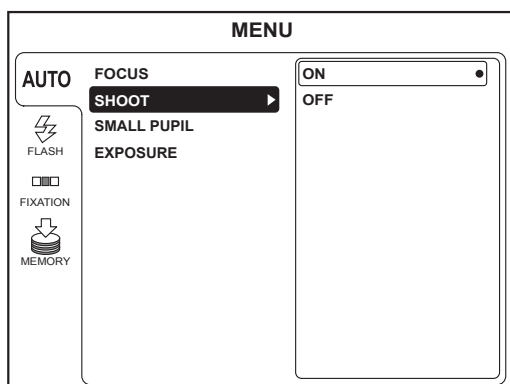 MENU
AUTO
FLASH
FIXATION
MEMORY
FOCUS
SHOOT
SMALL PUPIL
EXPOSURE
ON
OFF